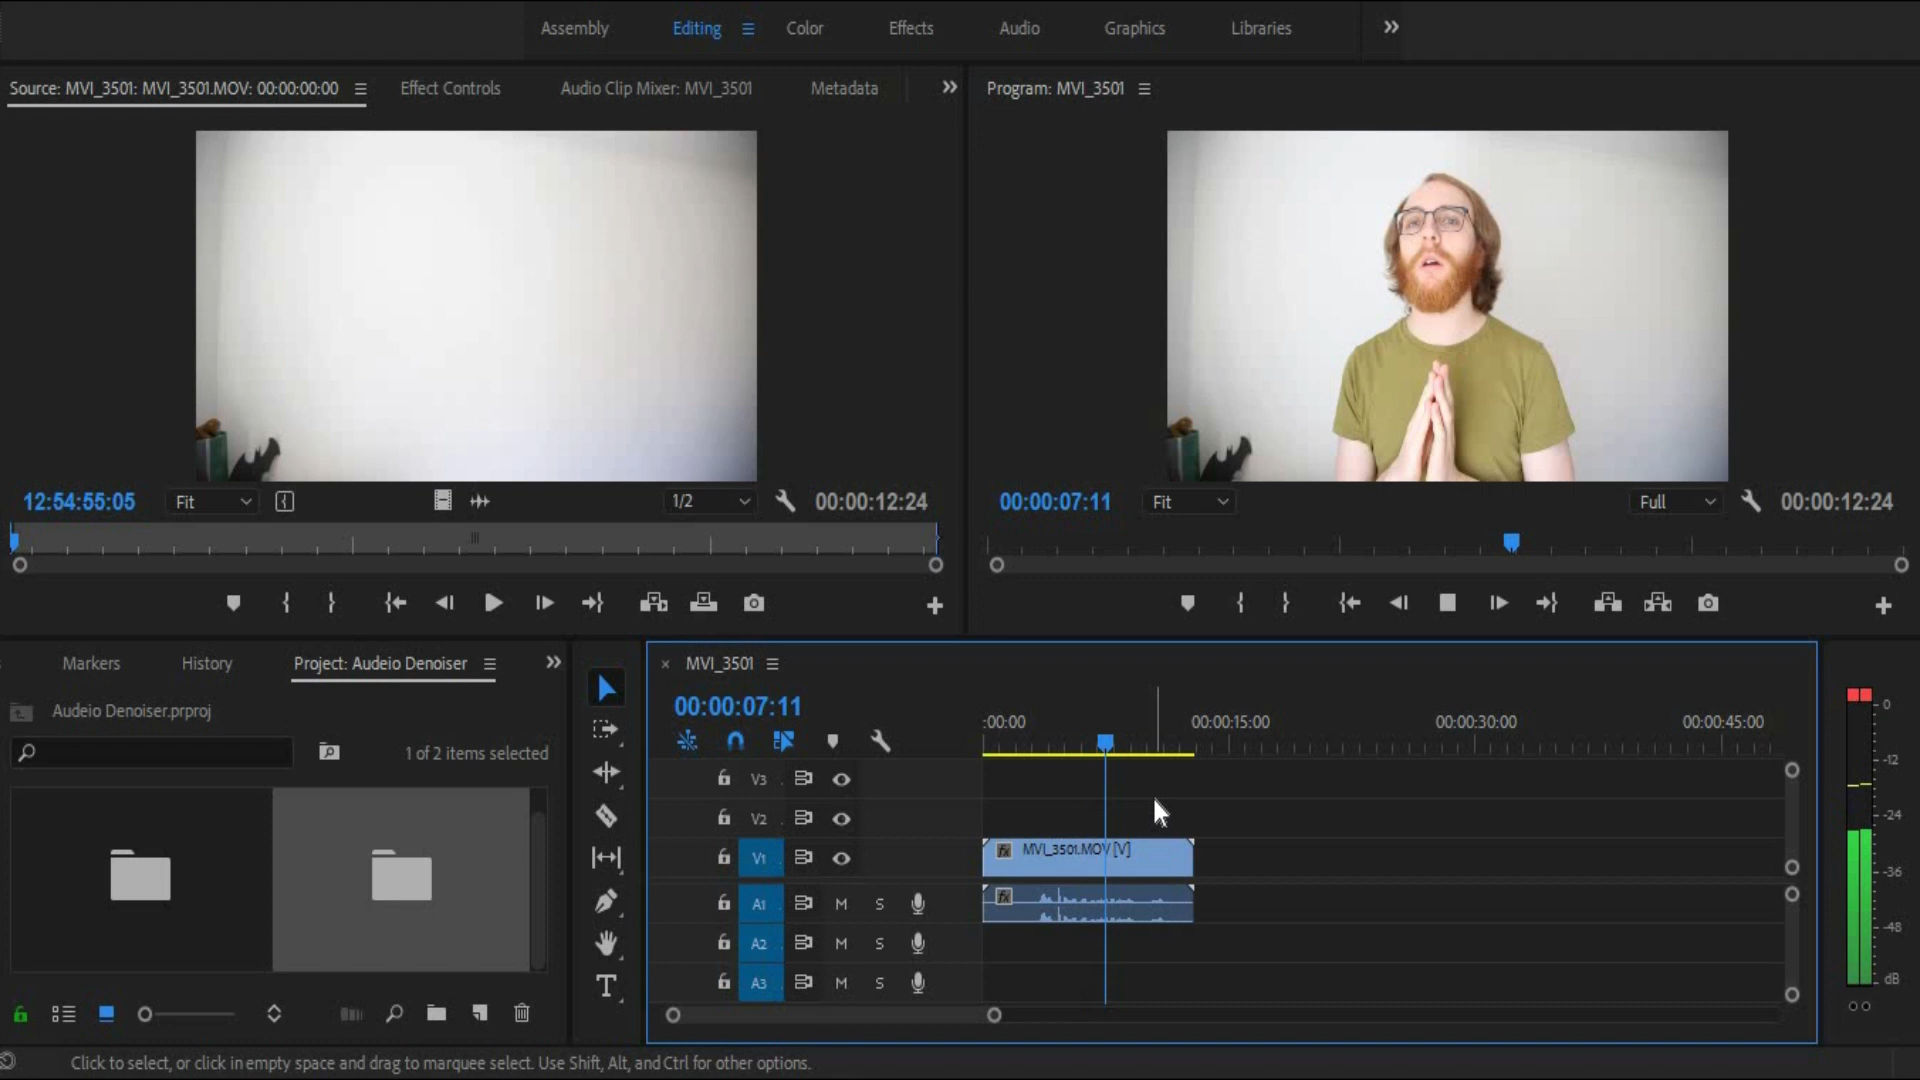 Assembly Editing Color Effects Audio Graphics Libraries
Source: MVI_3501: MVI_3501.MOV: 00:00:00:00 Effect Controls Audio Clip Mixer: MVI_3501 Metadata
Program: MVI_3501
12:54:55:05 Fit 1/2 00:00:12:24
00:00:07:11 Fit Full 00:00:12:24
Markers History Project: Audeio Denoiser
Audeio Denoiser.prproj
1 of 2 items selected
MVI_3501
00:00:07:11
:00:00 00:00:15:00 00:00:30:00 00:00:45:00
V3
V2
V1 fx MVI_3501.MOV [V]
A1 M S fx
A2 M S
A3 M S
0
-12
-24
-36
-48
dB
Click to select, or click in empty space and drag to marquee select. Use Shift, Alt, and Ctrl for other options.